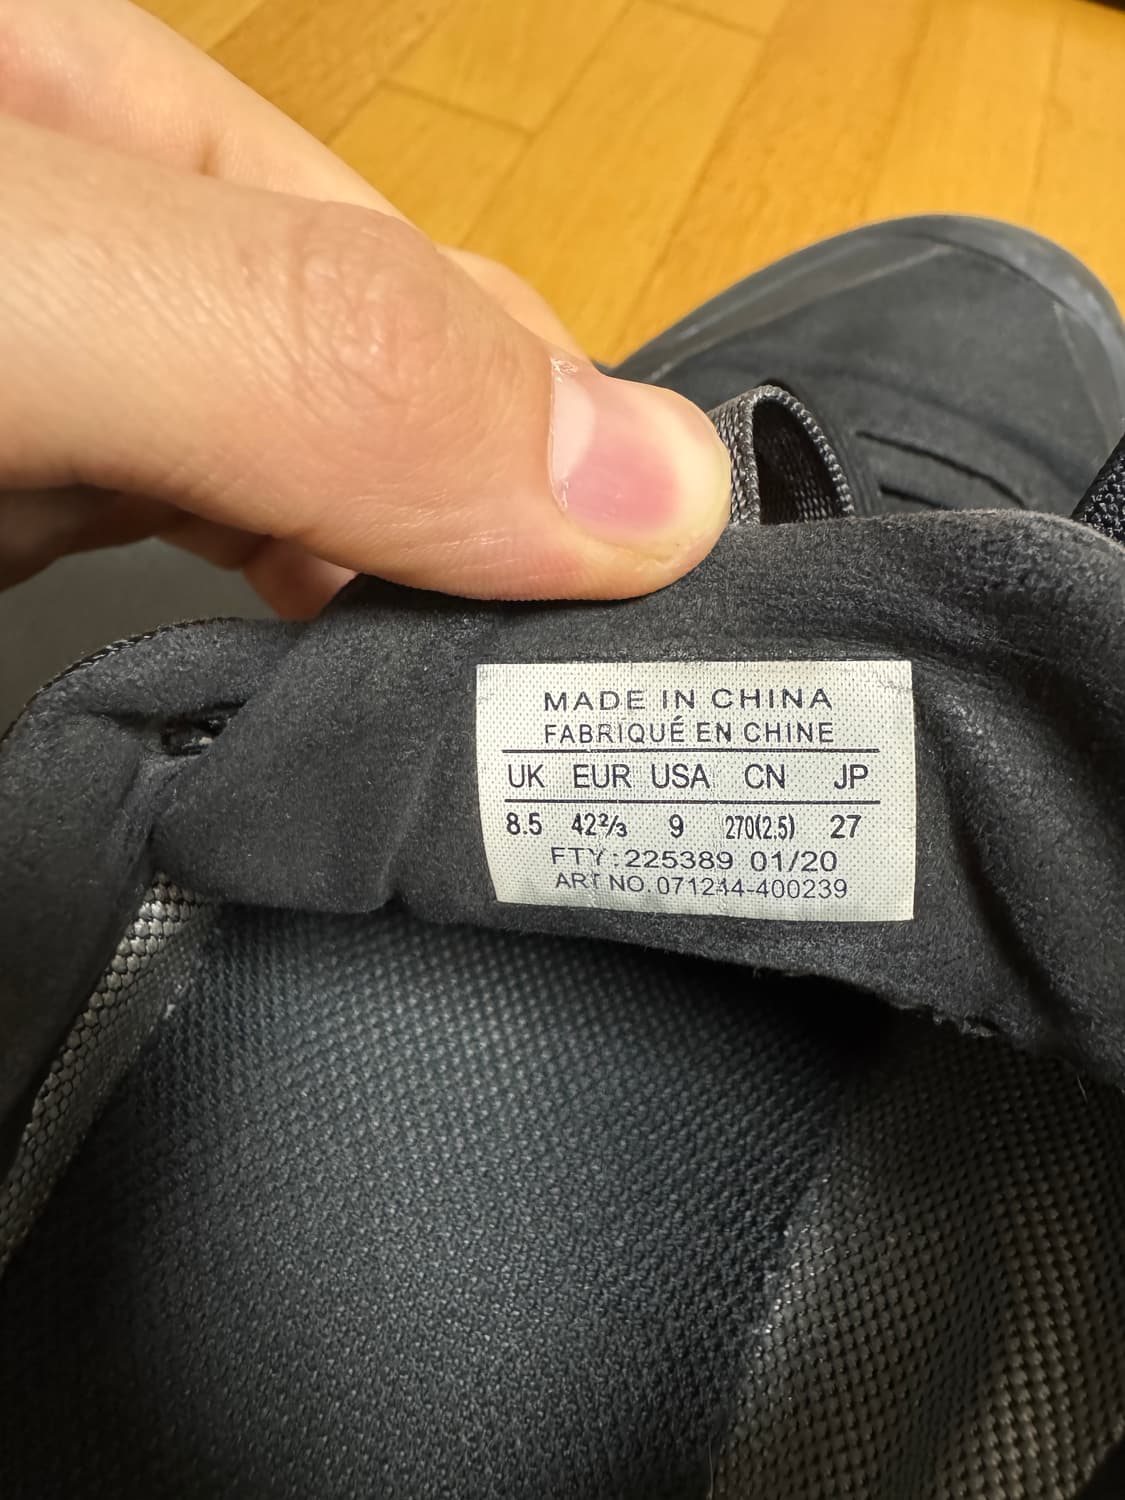 MADE IN CHINA
FABRIQUÉ EN CHINE
UK EUR USA CN JP
8.5 42⅔ 9 270(2.5) 27
FTY:225389 01/20
ART NO. 071244-400239